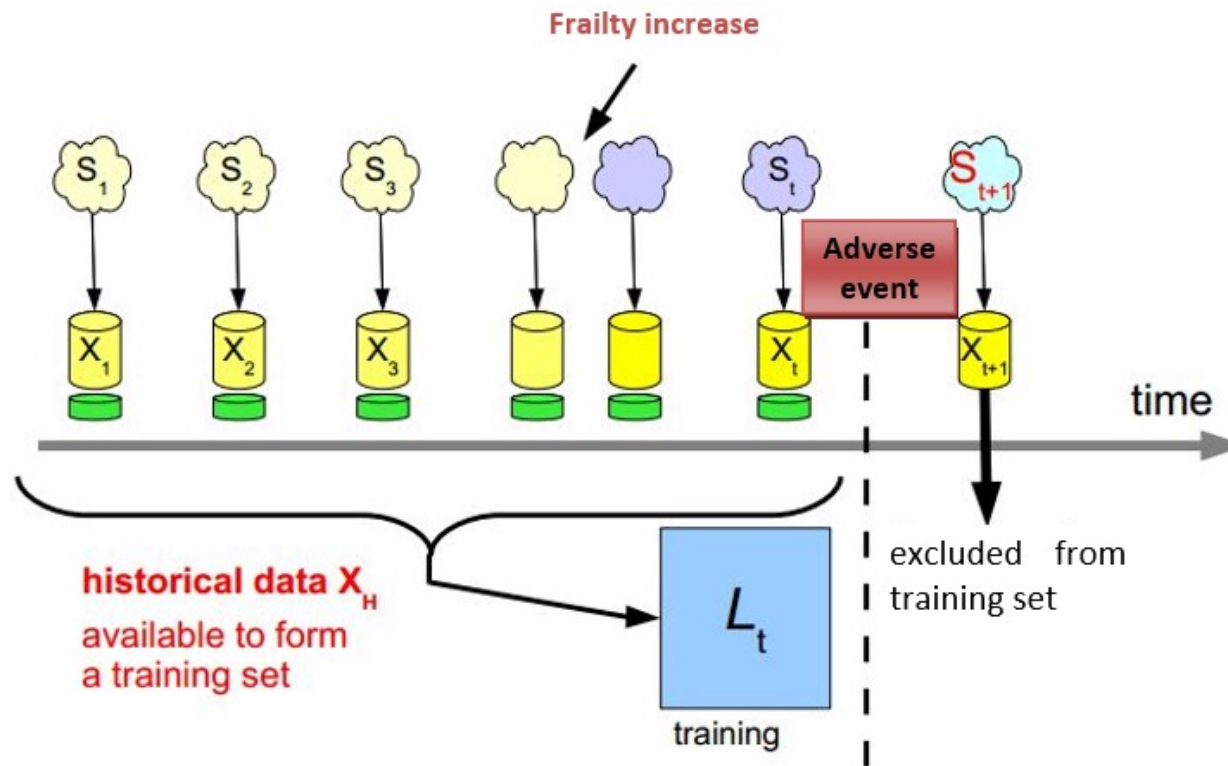 Frailty increase
S1 S2 S3 St St+1
Adverse
event
X1 X2 X3 Xt Xt+1
time
historical data XH
available to form
a training set
Lt
training
excluded from
training set